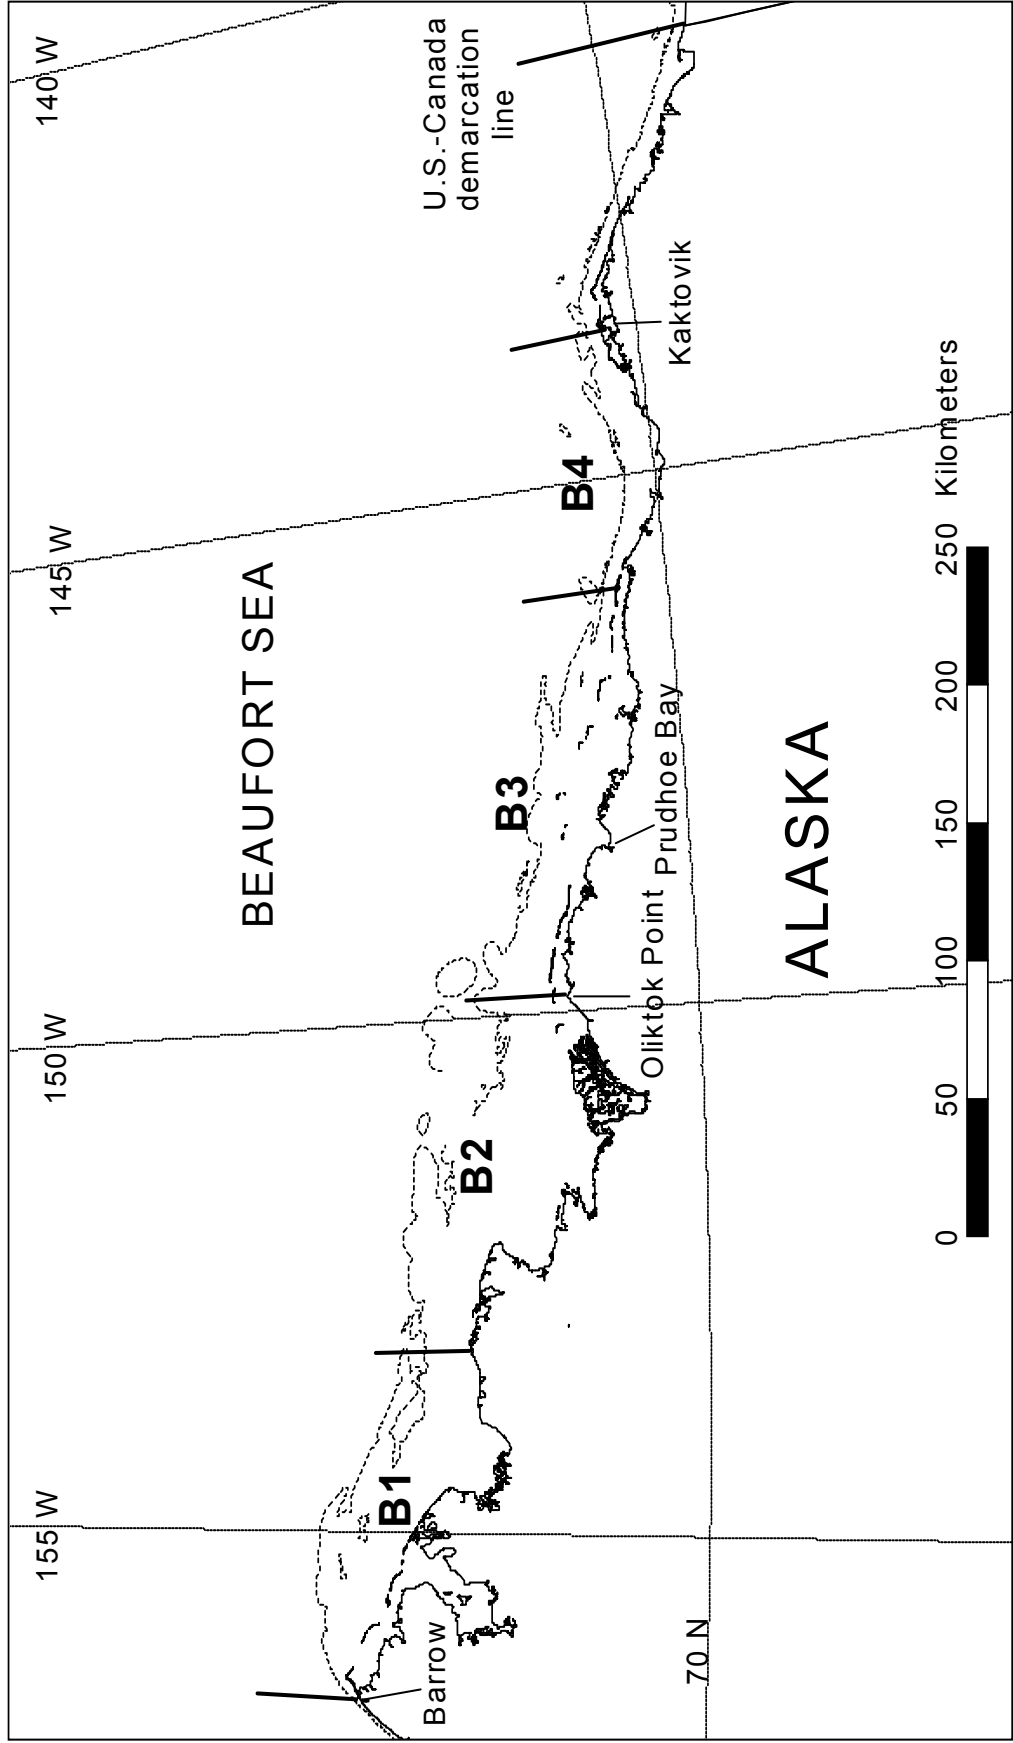 155 W
150 W
145 W
140 W
BEAUFORT SEA
U.S.-Canada
demarcation
line
B1
B2
B3
B4
Barrow
Oliktok Point
Prudhoe Bay
Kaktovik
70 N
ALASKA
0 50 100 150 200 250 Kilometers